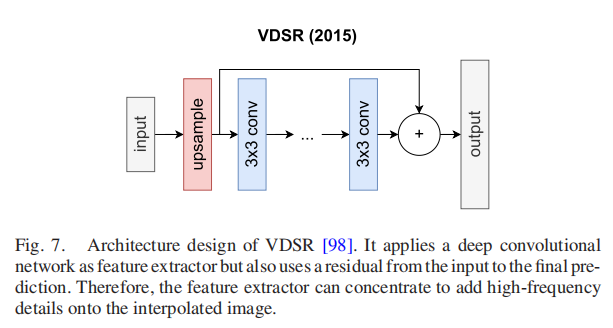 VDSR (2015)
input
upsample
3x3 conv
...
3x3 conv
+
output
Fig. 7. Architecture design of VDSR [98]. It applies a deep convolutional
network as feature extractor but also uses a residual from the input to the final pre-
diction. Therefore, the feature extractor can concentrate to add high-frequency
details onto the interpolated image.